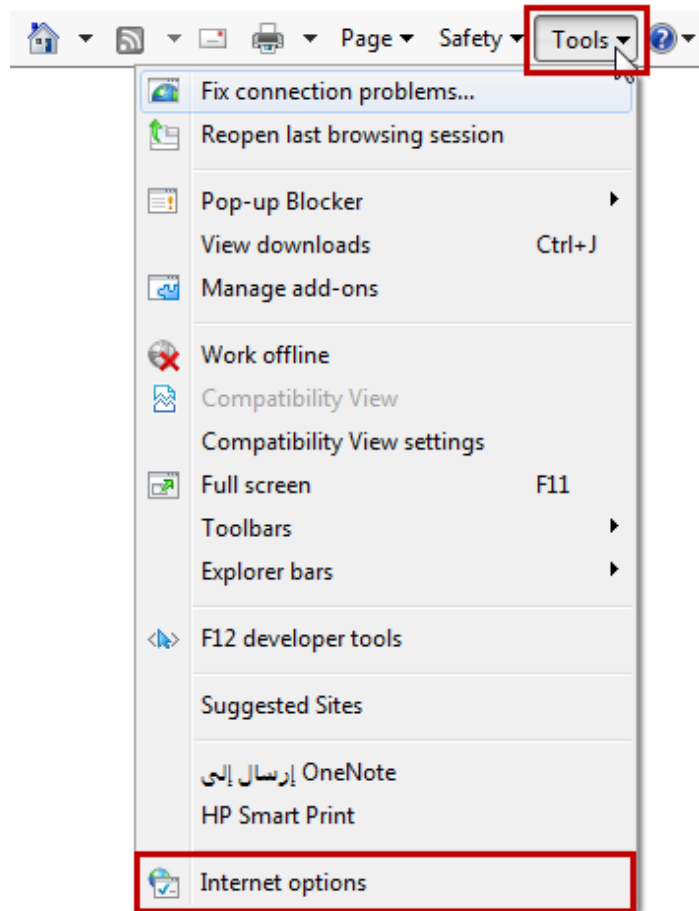 Page Safety Tools
Fix connection problems...
Reopen last browsing session
Pop-up Blocker
View downloads Ctrl+J
Manage add-ons
Work offline
Compatibility View
Compatibility View settings
Full screen F11
Toolbars
Explorer bars
F12 developer tools
Suggested Sites
إرسال إلى OneNote
HP Smart Print
Internet options